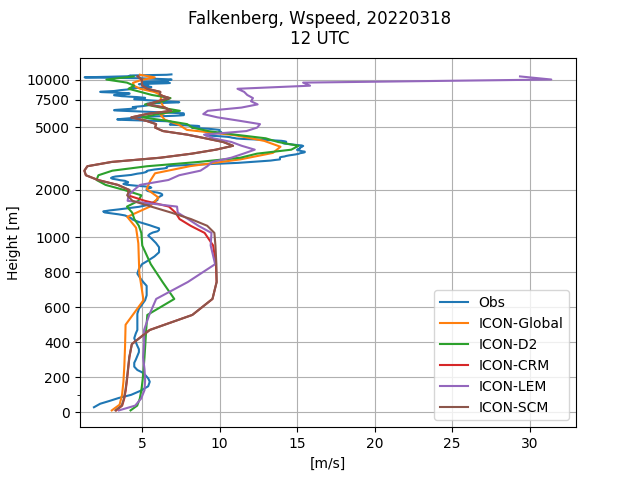 Falkenberg, Wspeed, 20220318
12 UTC
10000
7500
5000
2000
1000
800
600
400
200
0
Height [m]
Obs
ICON-Global
ICON-D2
ICON-CRM
ICON-LEM
ICON-SCM
5
10
15
20
25
30
[m/s]